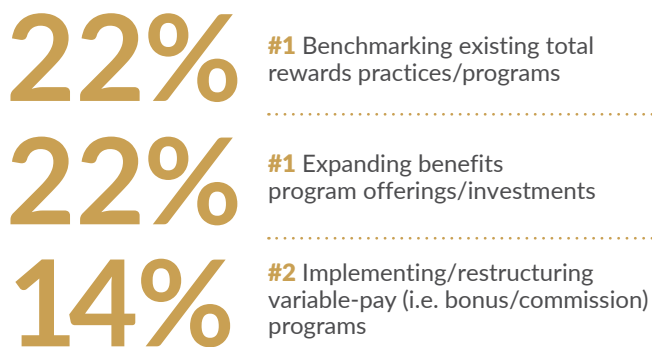 22%
#1 Benchmarking existing total
rewards practices/programs
22%
#1 Expanding benefits
program offerings/investments
14%
#2 Implementing/restructuring
variable-pay (i.e. bonus/commission)
programs